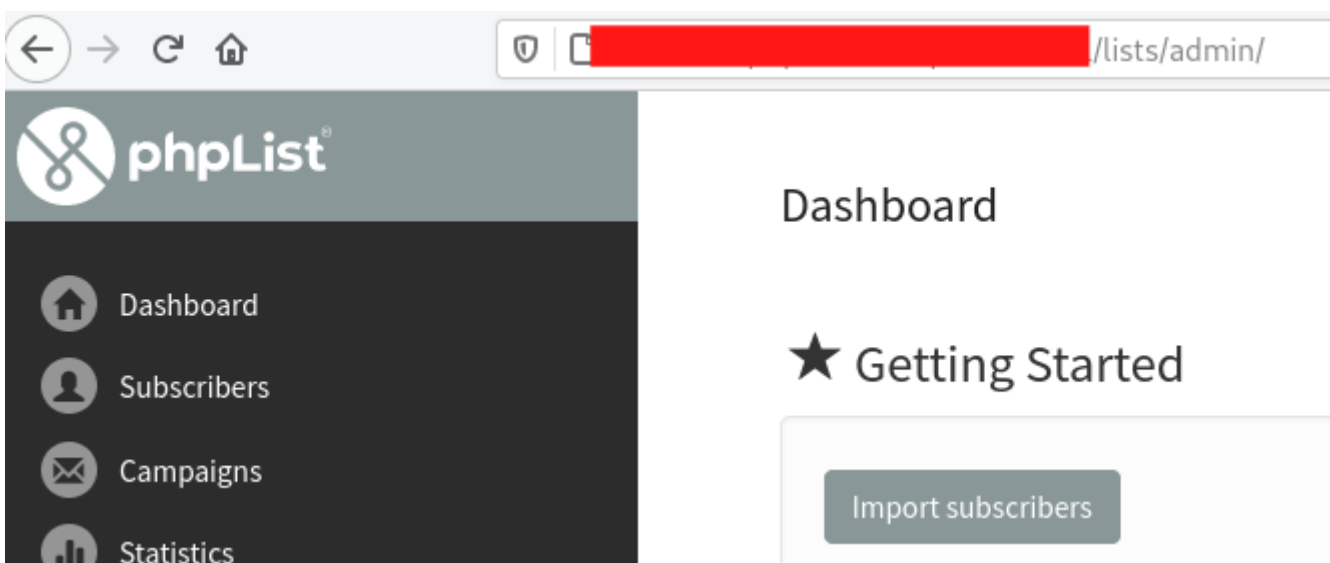 /lists/admin/
phpList®
Dashboard
Subscribers
Campaigns
Statistics
Dashboard
★ Getting Started
Import subscribers